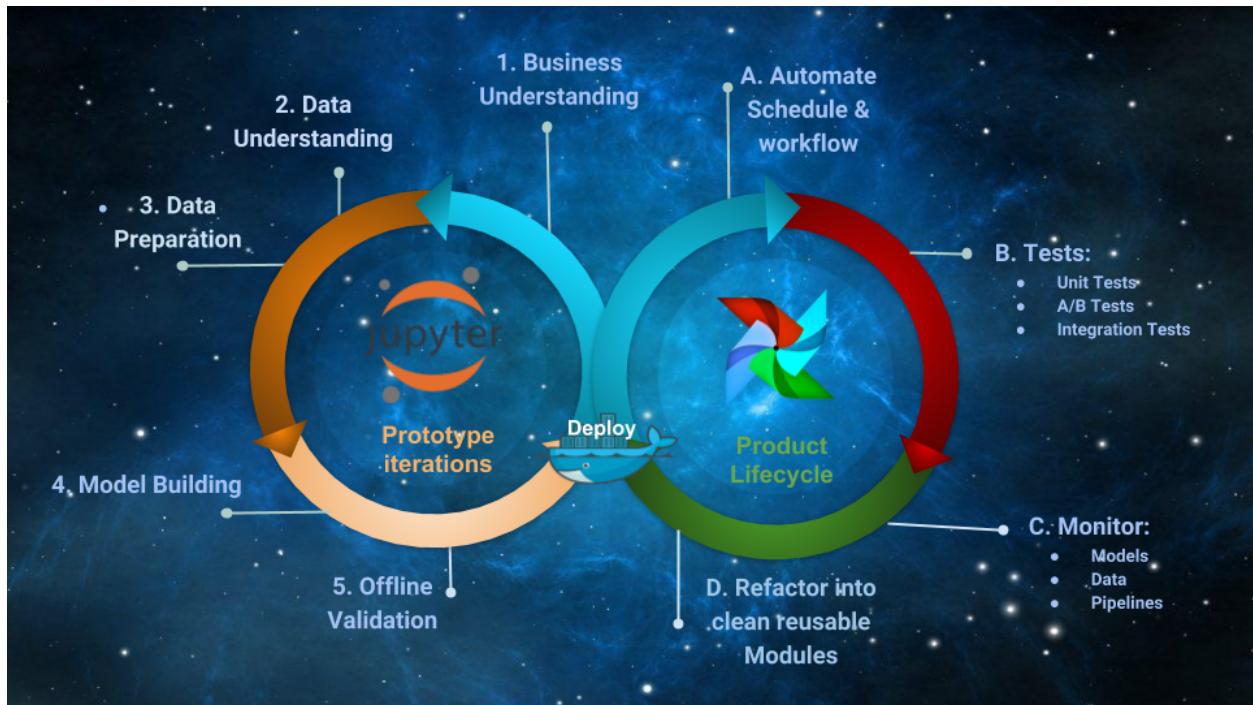 1. Business
Understanding
2. Data
Understanding
• 3. Data
Preparation
4. Model Building
5. Offline
Validation
jupyter
Prototype
iterations
Deploy
A. Automate
Schedule &
workflow
B. Tests:
• Unit Tests
• A/B Tests
• Integration Tests
Product
Lifecycle
C. Monitor:
• Models
• Data
• Pipelines
D. Refactor into
clean reusable
Modules